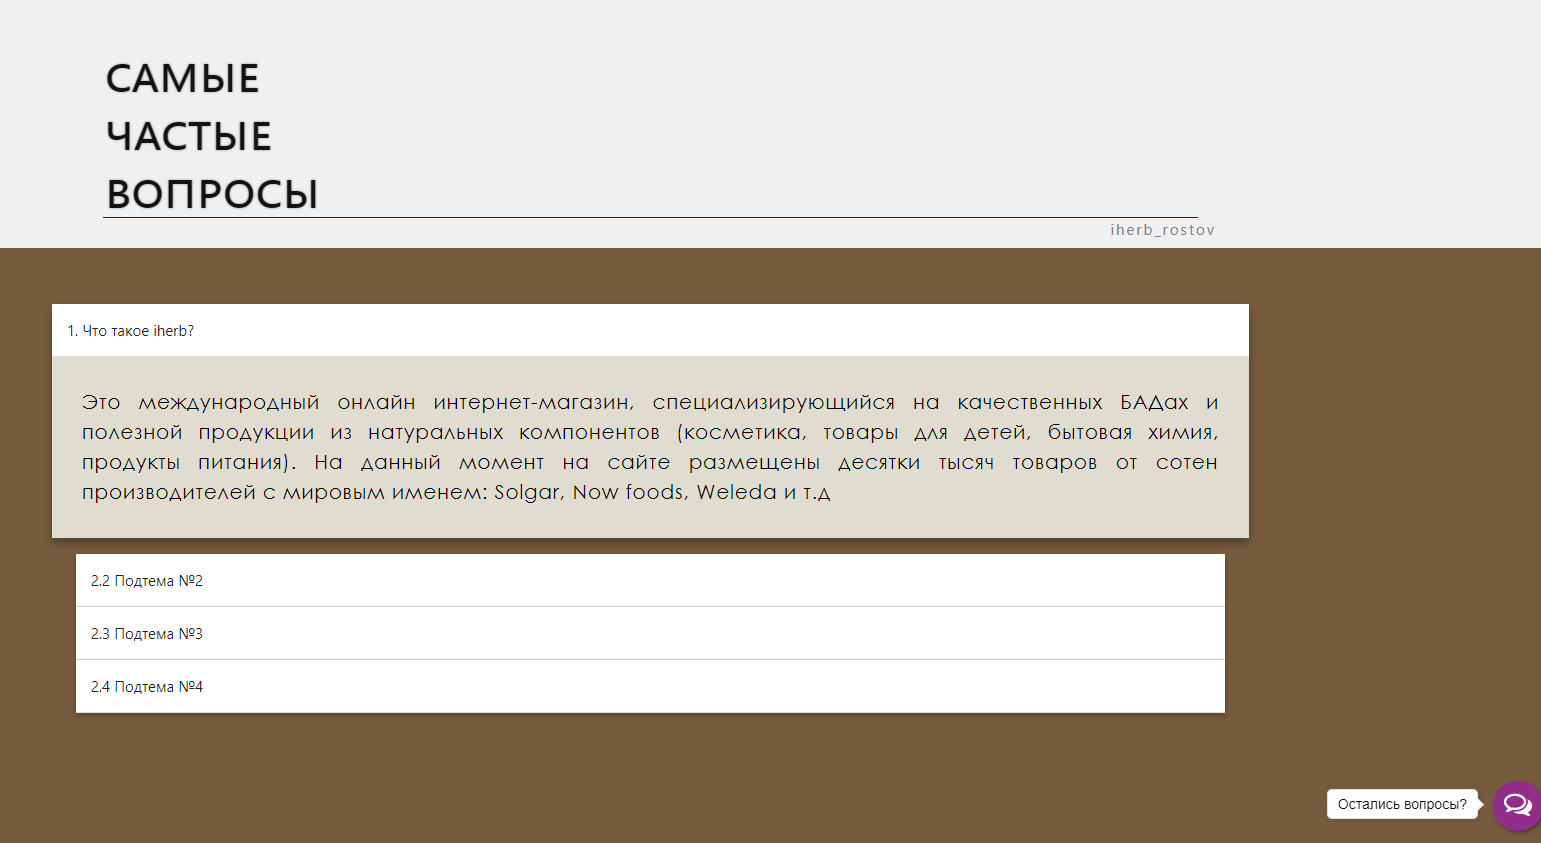 САМЫЕ
ЧАСТЫЕ
ВОПРОСЫ
iherb_rostov
1. Что такое iherb?
Это международный онлайн интернет-магазин, специализирующийся на качественных БАДах и
полезной продукции из натуральных компонентов (косметика, товары для детей, бытовая химия,
продукты питания). На данный момент на сайте размещены десятки тысяч товаров от сотен
производителей с мировым именем: Solgar, Now foods, Weleda и т.д
2.2 Подтема №2
2.3 Подтема №3
2.4 Подтема №4
Остались вопросы?